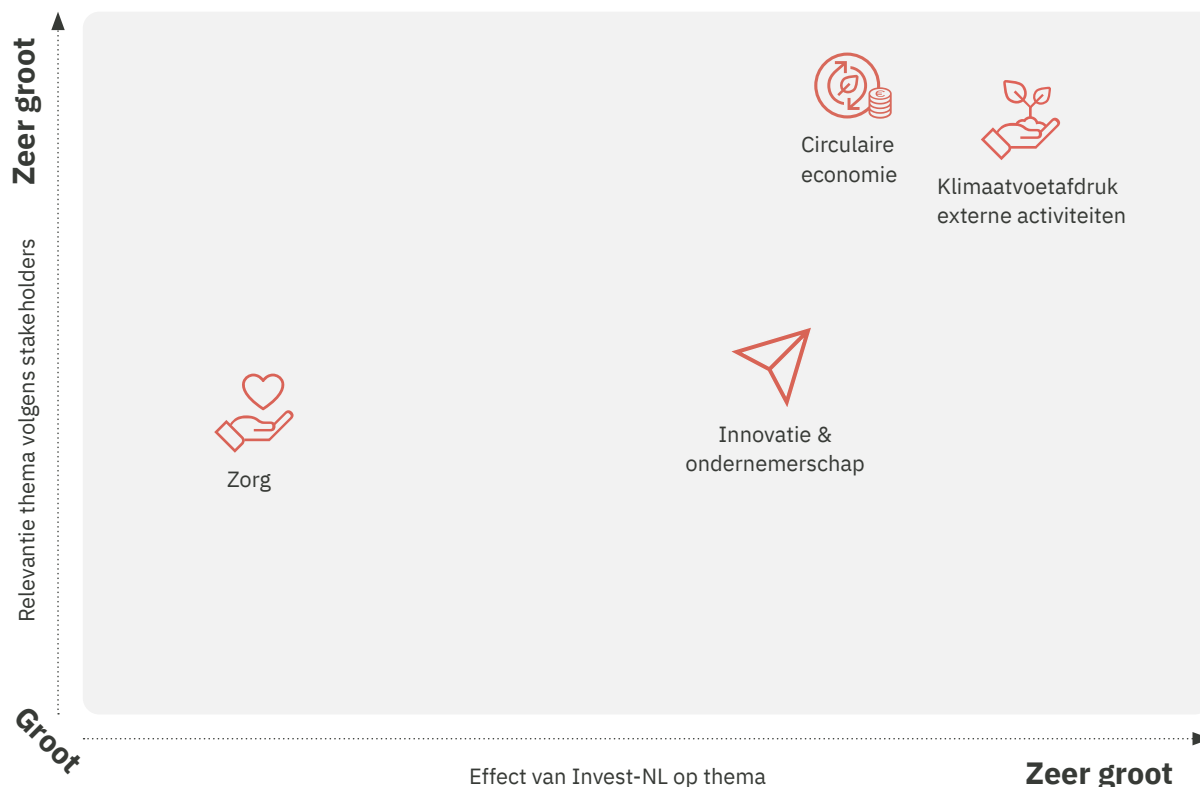 Zeer groot
Relevantie thema volgens stakeholders
Circulaire
economie
€
Klimaatvoetafdruk
externe activiteiten
Innovatie &
ondernemerschap
Zorg
Groot
Effect van Invest-NL op thema
Zeer groot